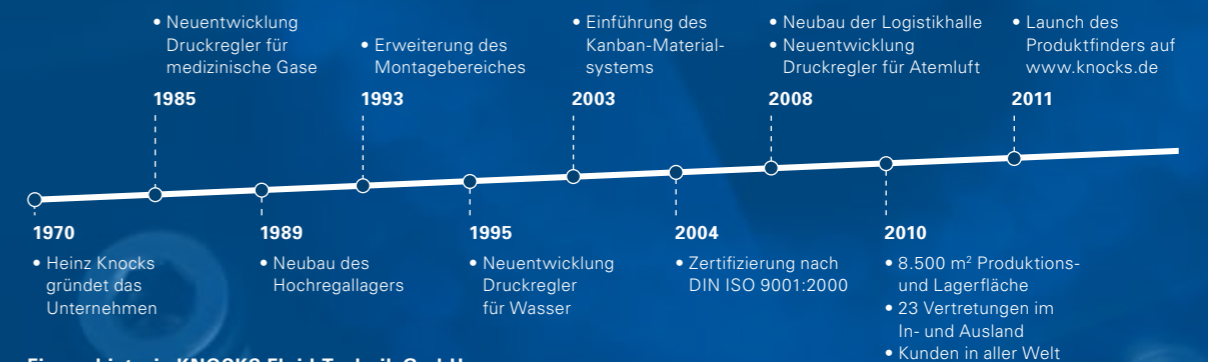 • Neuentwicklung
Druckregler für
medizinische Gase
1985
• Erweiterung des
Montagebereiches
1993
• Einführung des
Kanban-Material-
systems
2003
• Neubau der Logistikhalle
• Neuentwicklung
Druckregler für Atemluft
2008
• Launch des
Produktfinders auf
www.knocks.de
2011
1970
• Heinz Knocks
gründet das
Unternehmen
1989
• Neubau des
Hochregallagers
1995
• Neuentwicklung
Druckregler
für Wasser
2004
• Zertifizierung nach
DIN ISO 9001:2000
2010
• 8.500 m² Produktions-
und Lagerfläche
• 23 Vertretungen im
In- und Ausland
• Kunden in aller Welt